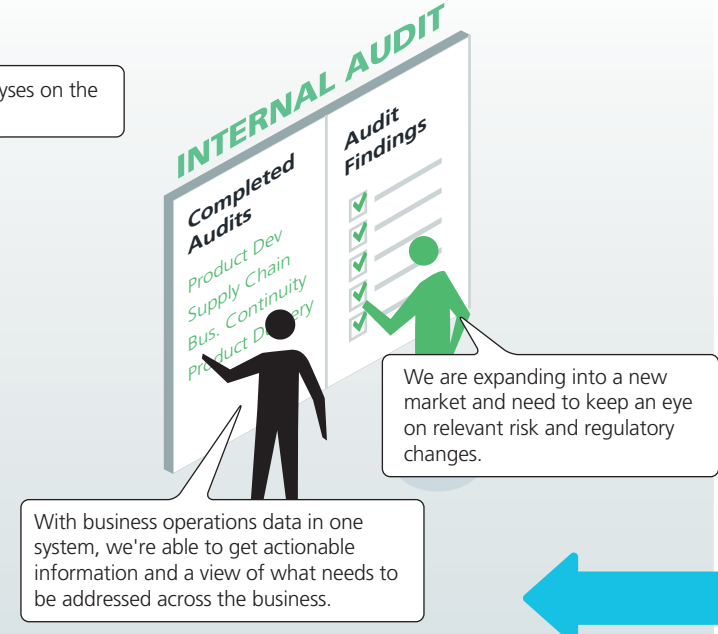 yses on the
INTERNAL AUDIT
Completed
Audits
Product Dev
Supply Chain
Bus. Continuity
Product Delivery
Audit
Findings
We are expanding into a new
market and need to keep an eye
on relevant risk and regulatory
changes.
With business operations data in one
system, we're able to get actionable
information and a view of what needs to
be addressed across the business.